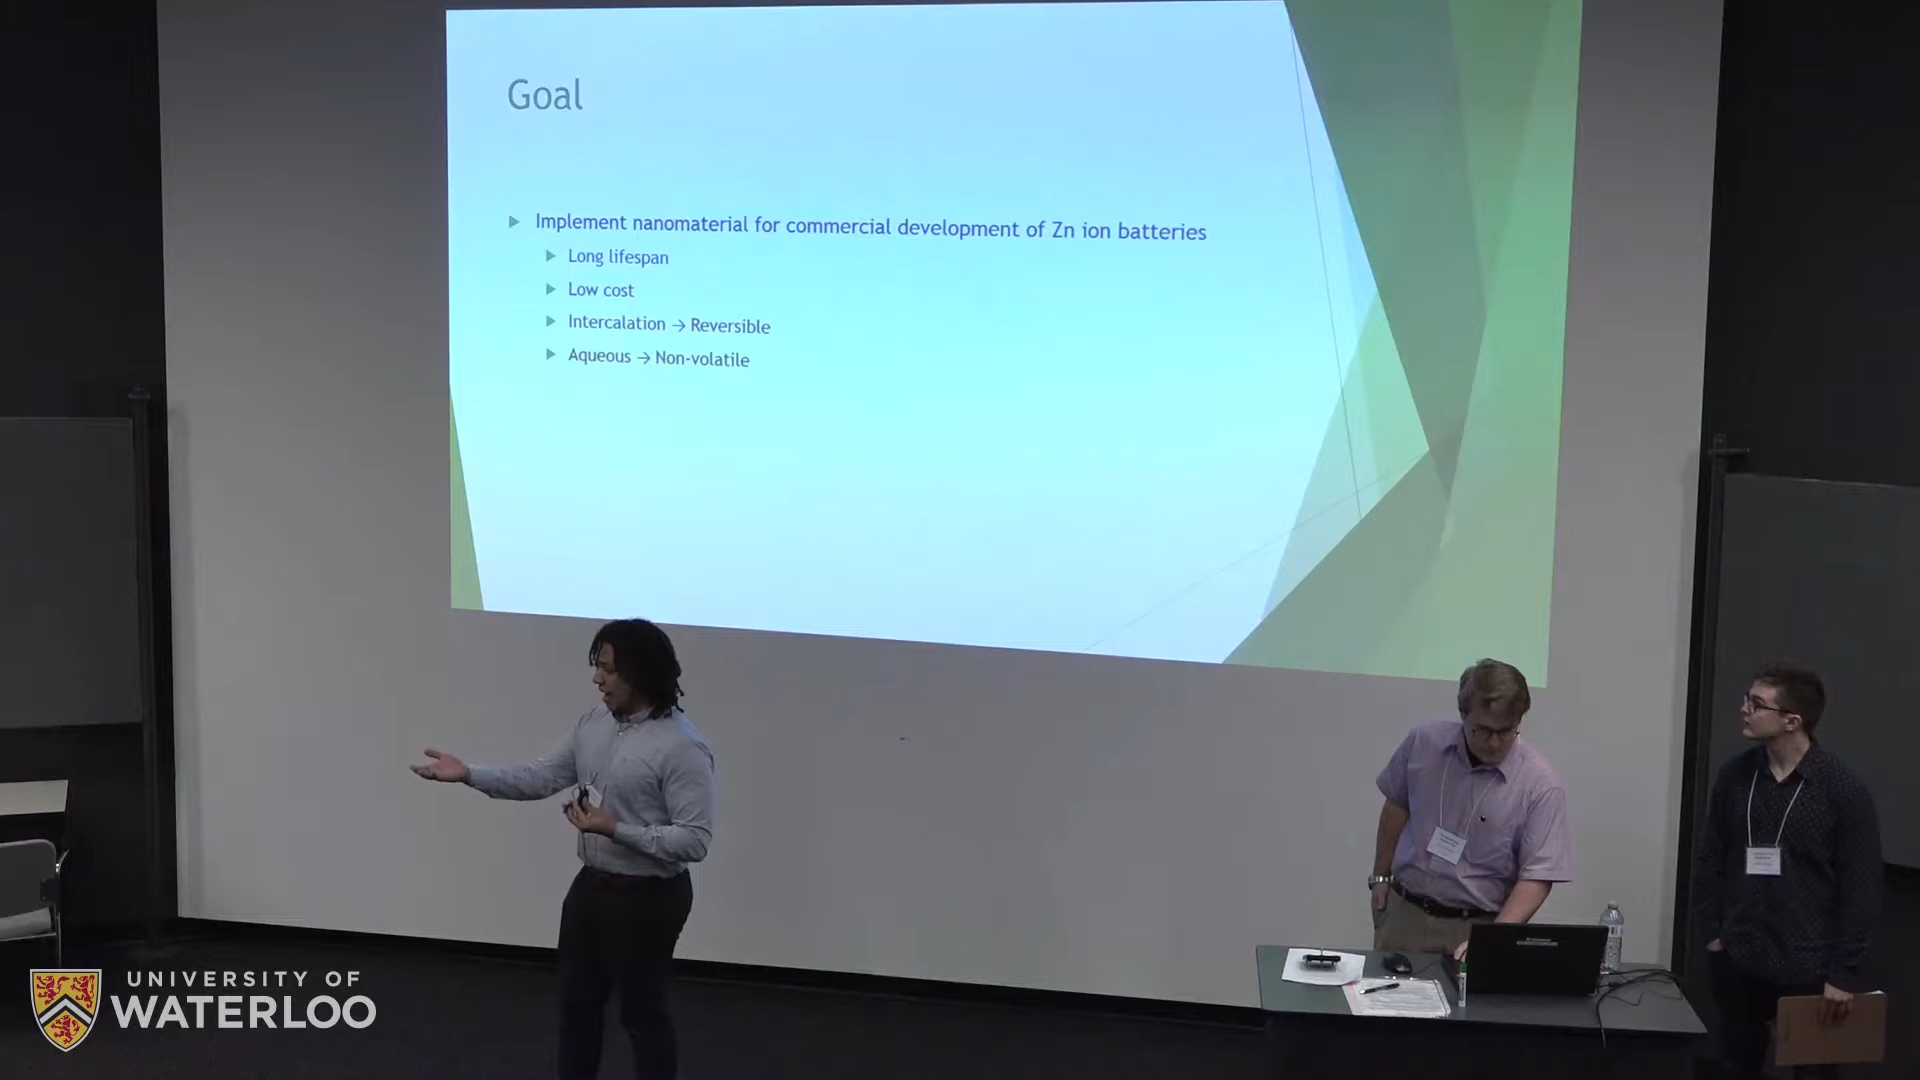 Goal
Implement nanomaterial for commercial development of Zn ion batteries
Long lifespan
Low cost
Intercalation → Reversible
Aqueous → Non-volatile
UNIVERSITY OF
WATERLOO